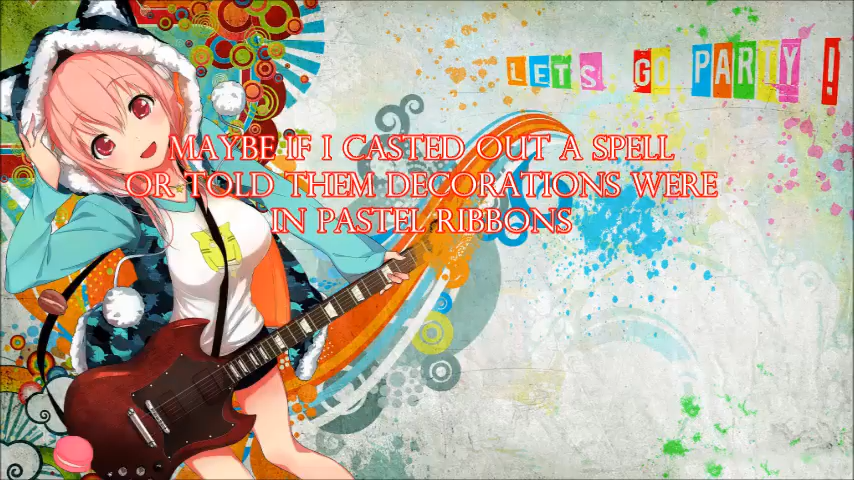 LETS GO PARTY !
MAYBE IF I CASTED OUT A SPELL
OR TOLD THEM DECORATIONS WERE
IN PASTEL RIBBONS